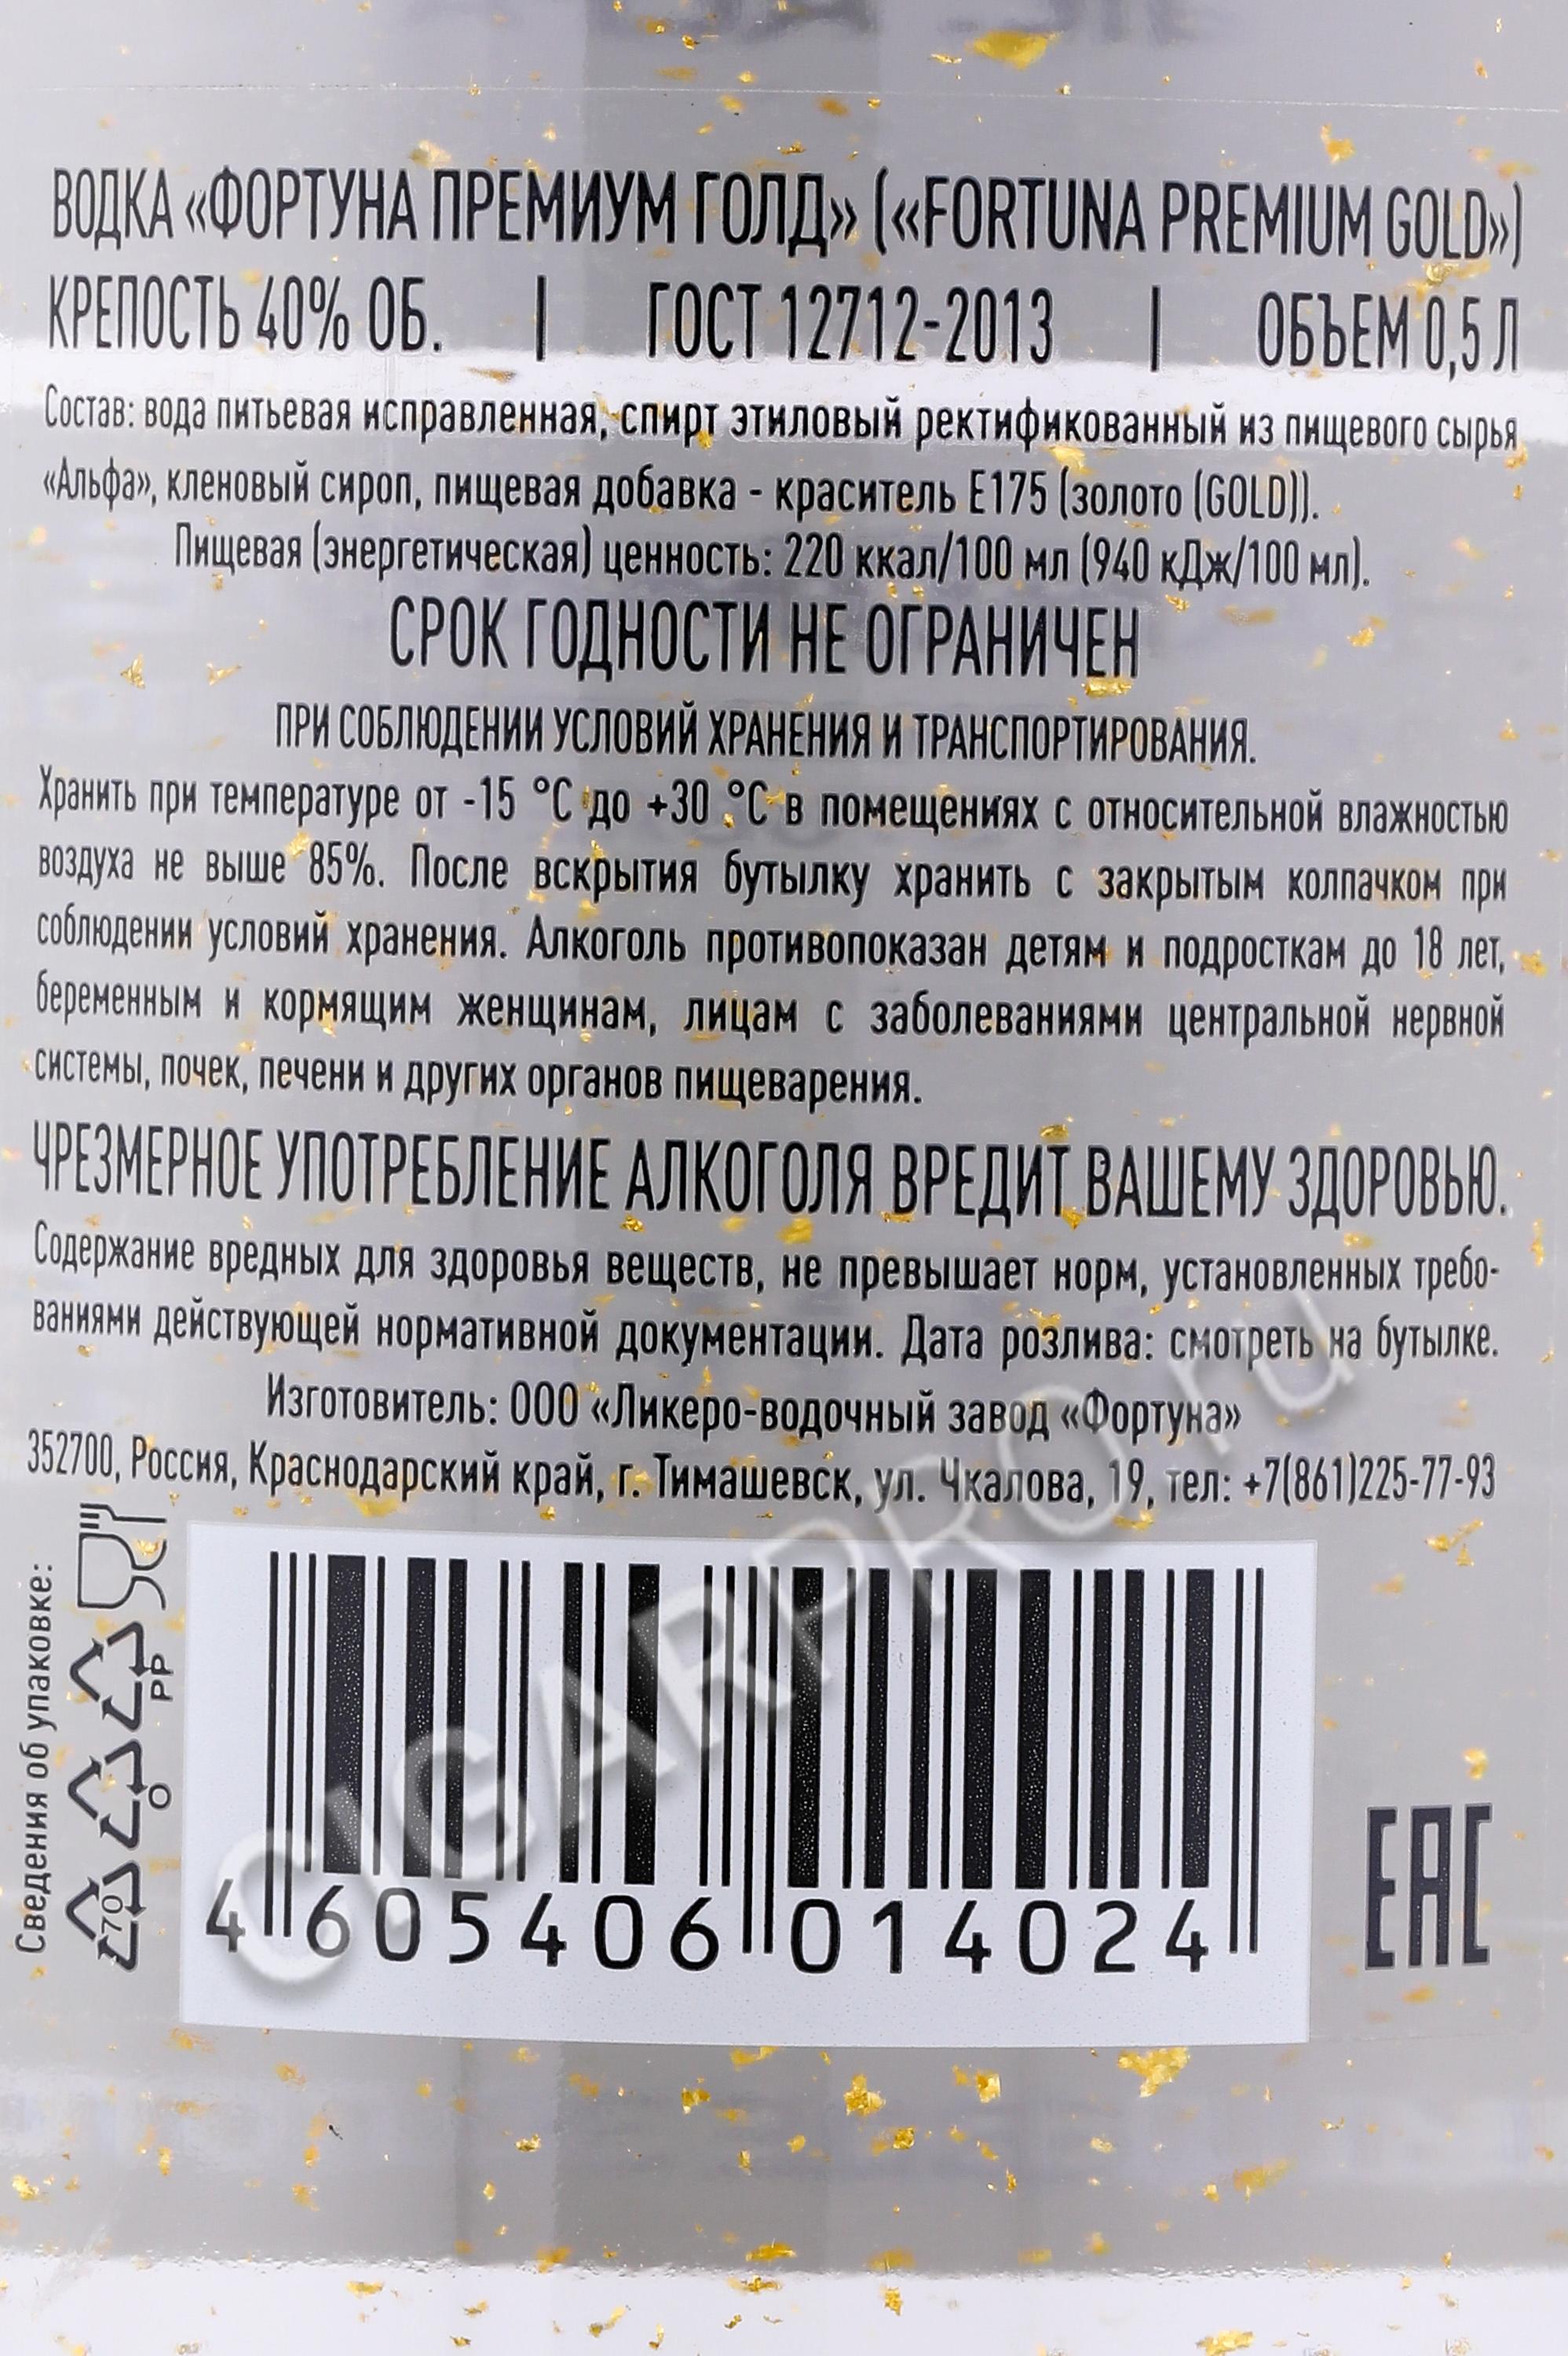 ВОДКА «ФОРТУНА ПРЕМИУМ ГОЛД» («FORTUNA PREMIUM GOLD»)
КРЕПОСТЬ 40% ОБ. | ГОСТ 12712-2013 | ОБЪЕМ 0,5 Л
Состав: вода питьевая исправленная, спирт этиловый ректификованный из пищевого сырья
«Альфа», кленовый сироп, пищевая добавка - краситель Е175 (золото (GOLD)).
Пищевая (энергетическая) ценность: 220 ккал/100 мл (940 кДж/100 мл).
СРОК ГОДНОСТИ НЕ ОГРАНИЧЕН
ПРИ СОБЛЮДЕНИИ УСЛОВИЙ ХРАНЕНИЯ И ТРАНСПОРТИРОВАНИЯ.
Хранить при температуре от -15 °С до +30 °С в помещениях с относительной влажностью
воздуха не выше 85%. После вскрытия бутылку хранить с закрытым колпачком при
соблюдении условий хранения. Алкоголь противопоказан детям и подросткам до 18 лет,
беременным и кормящим женщинам, лицам с заболеваниями центральной нервной
системы, почек, печени и других органов пищеварения.
ЧРЕЗМЕРНОЕ УПОТРЕБЛЕНИЕ АЛКОГОЛЯ ВРЕДИТ ВАШЕМУ ЗДОРОВЬЮ.
Содержание вредных для здоровья веществ, не превышает норм, установленных требо-
ваниями действующей нормативной документации. Дата розлива: смотреть на бутылке.
Изготовитель: ООО «Ликеро-водочный завод «Фортуна»
352700, Россия, Краснодарский край, г. Тимашевск, ул. Чкалова, 19, тел: +7(861)225-77-93
Сведения об упаковке:
70
O
PP
4 605406 014024
EAC
CIGARPRO.ru